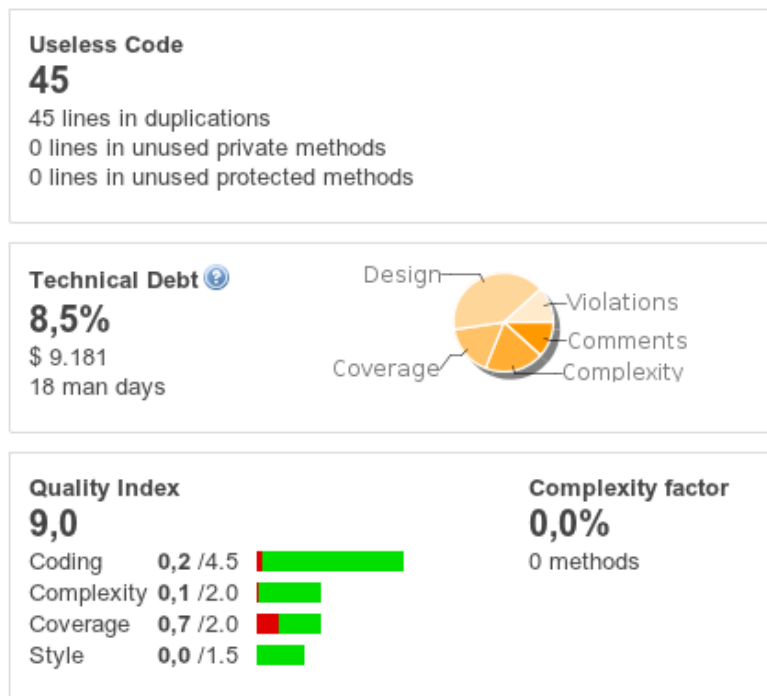 Useless Code
45
45 lines in duplications
0 lines in unused private methods
0 lines in unused protected methods
Technical Debt ?
8,5%
$ 9.181
18 man days
Design
Violations
Comments
Coverage
Complexity
Quality Index
9,0
Coding 0,2 /4.5
Complexity 0,1 /2.0
Coverage 0,7 /2.0
Style 0,0 /1.5
Complexity factor
0,0%
0 methods